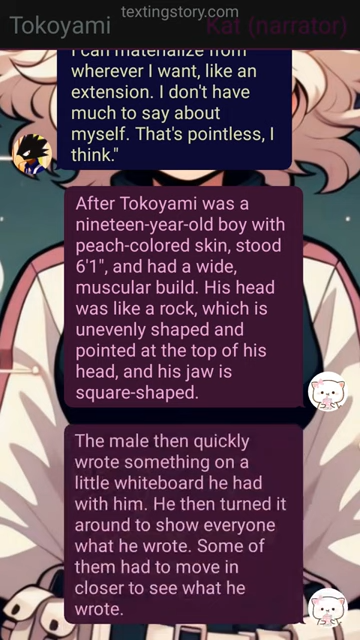 textingstory.com
Tokoyami
Kat (narrator)
I can materialize from
wherever I want, like an
extension. I don't have
much to say about
myself. That's pointless, I
think."
After Tokoyami was a
nineteen-year-old boy with
peach-colored skin, stood
6'1", and had a wide,
muscular build. His head
was like a rock, which is
unevenly shaped and
pointed at the top of his
head, and his jaw is
square-shaped.
The male then quickly
wrote something on a
little whiteboard he had
with him. He then turned it
around to show everyone
what he wrote. Some of
them had to move in
closer to see what he
wrote.